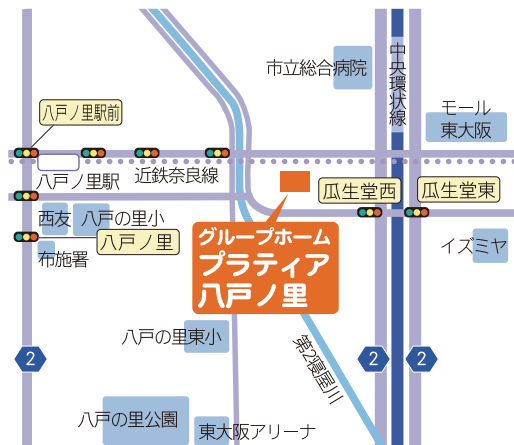 市立総合病院
中央環状線
モール
東大阪
八戸ノ里駅前
八戸ノ里駅
近鉄奈良線
瓜生堂西
瓜生堂東
西友
八戸の里小
八戸ノ里
布施署
イズミヤ
グループホーム
プラティア
八戸ノ里
八戸の里東小
第2寝屋川
2
2
2
八戸の里公園
東大阪アリーナ